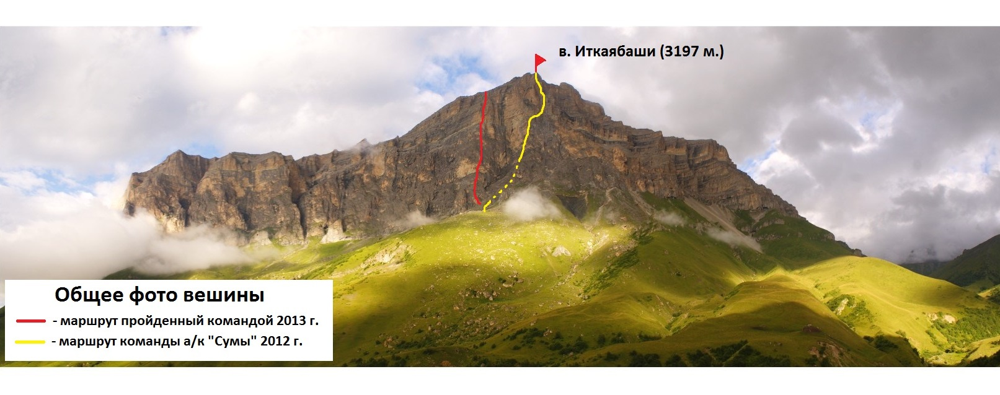 в. Иткаябаши (3197 м.)
Общее фото вешины
- маршрут пройденный командой 2013 г.
- маршрут команды а/к "Сумы" 2012 г.